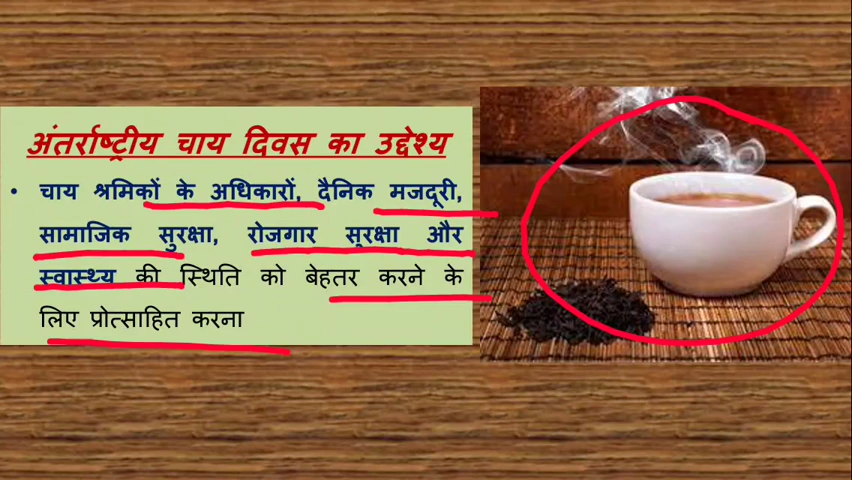 अंतर्राष्ट्रीय चाय दिवस का उद्देश्य
• चाय श्रमिकों के अधिकारों, दैनिक मजदूरी,
सामाजिक सुरक्षा, रोजगार सुरक्षा और
स्वास्थ्य की स्थिति को बेहतर करने के
लिए प्रोत्साहित करना